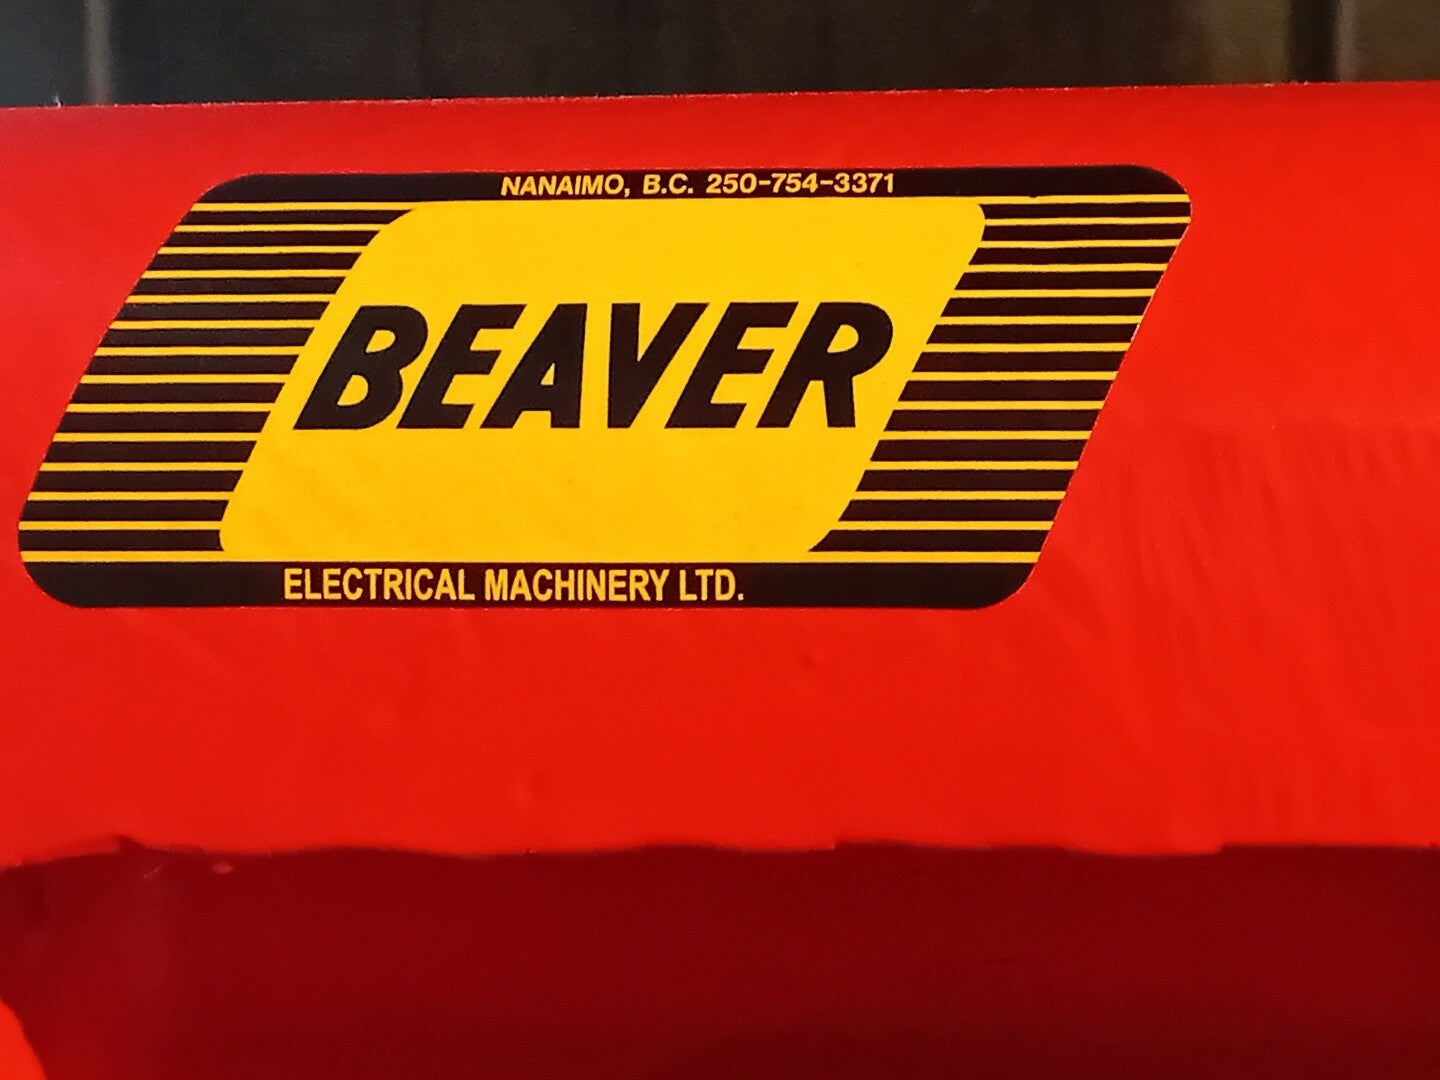 NANAIMO, B.C. 250-754-3371
BEAVER
ELECTRICAL MACHINERY LTD.